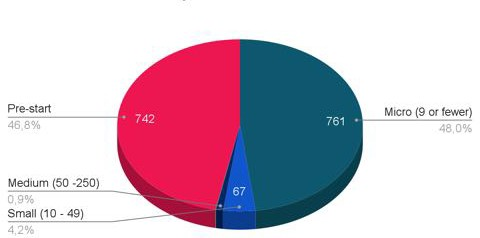 Pre-start
46,8%
742
761
Micro (9 or fewer)
48,0%
Medium (50 -250)
0,9%
67
Small (10 - 49)
4,2%